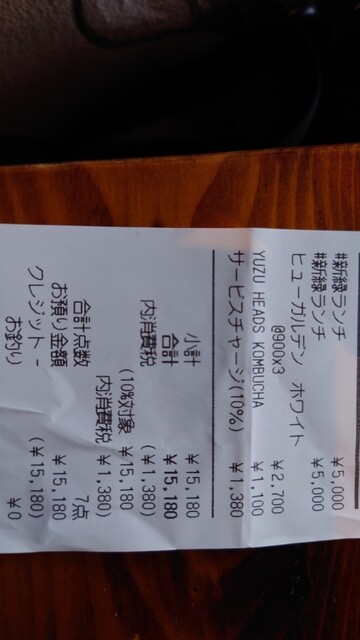 #新緑ランチ ¥5,000
#新緑ランチ ¥5,000
ヒューガルデン ホワイト
@900x3 ¥2,700
YUZU HEADS KOMBUCHA ¥1,100
サービスチャージ(10%) ¥1,380
小計 ¥15,180
合計 ¥15,180
内消費税 (¥1,380)
(10%対象 ¥15,180
内消費税 ¥1,380)
合計点数 7点
お預り金額 ¥15,180
クレジット- (¥15,180)
お釣り ¥0